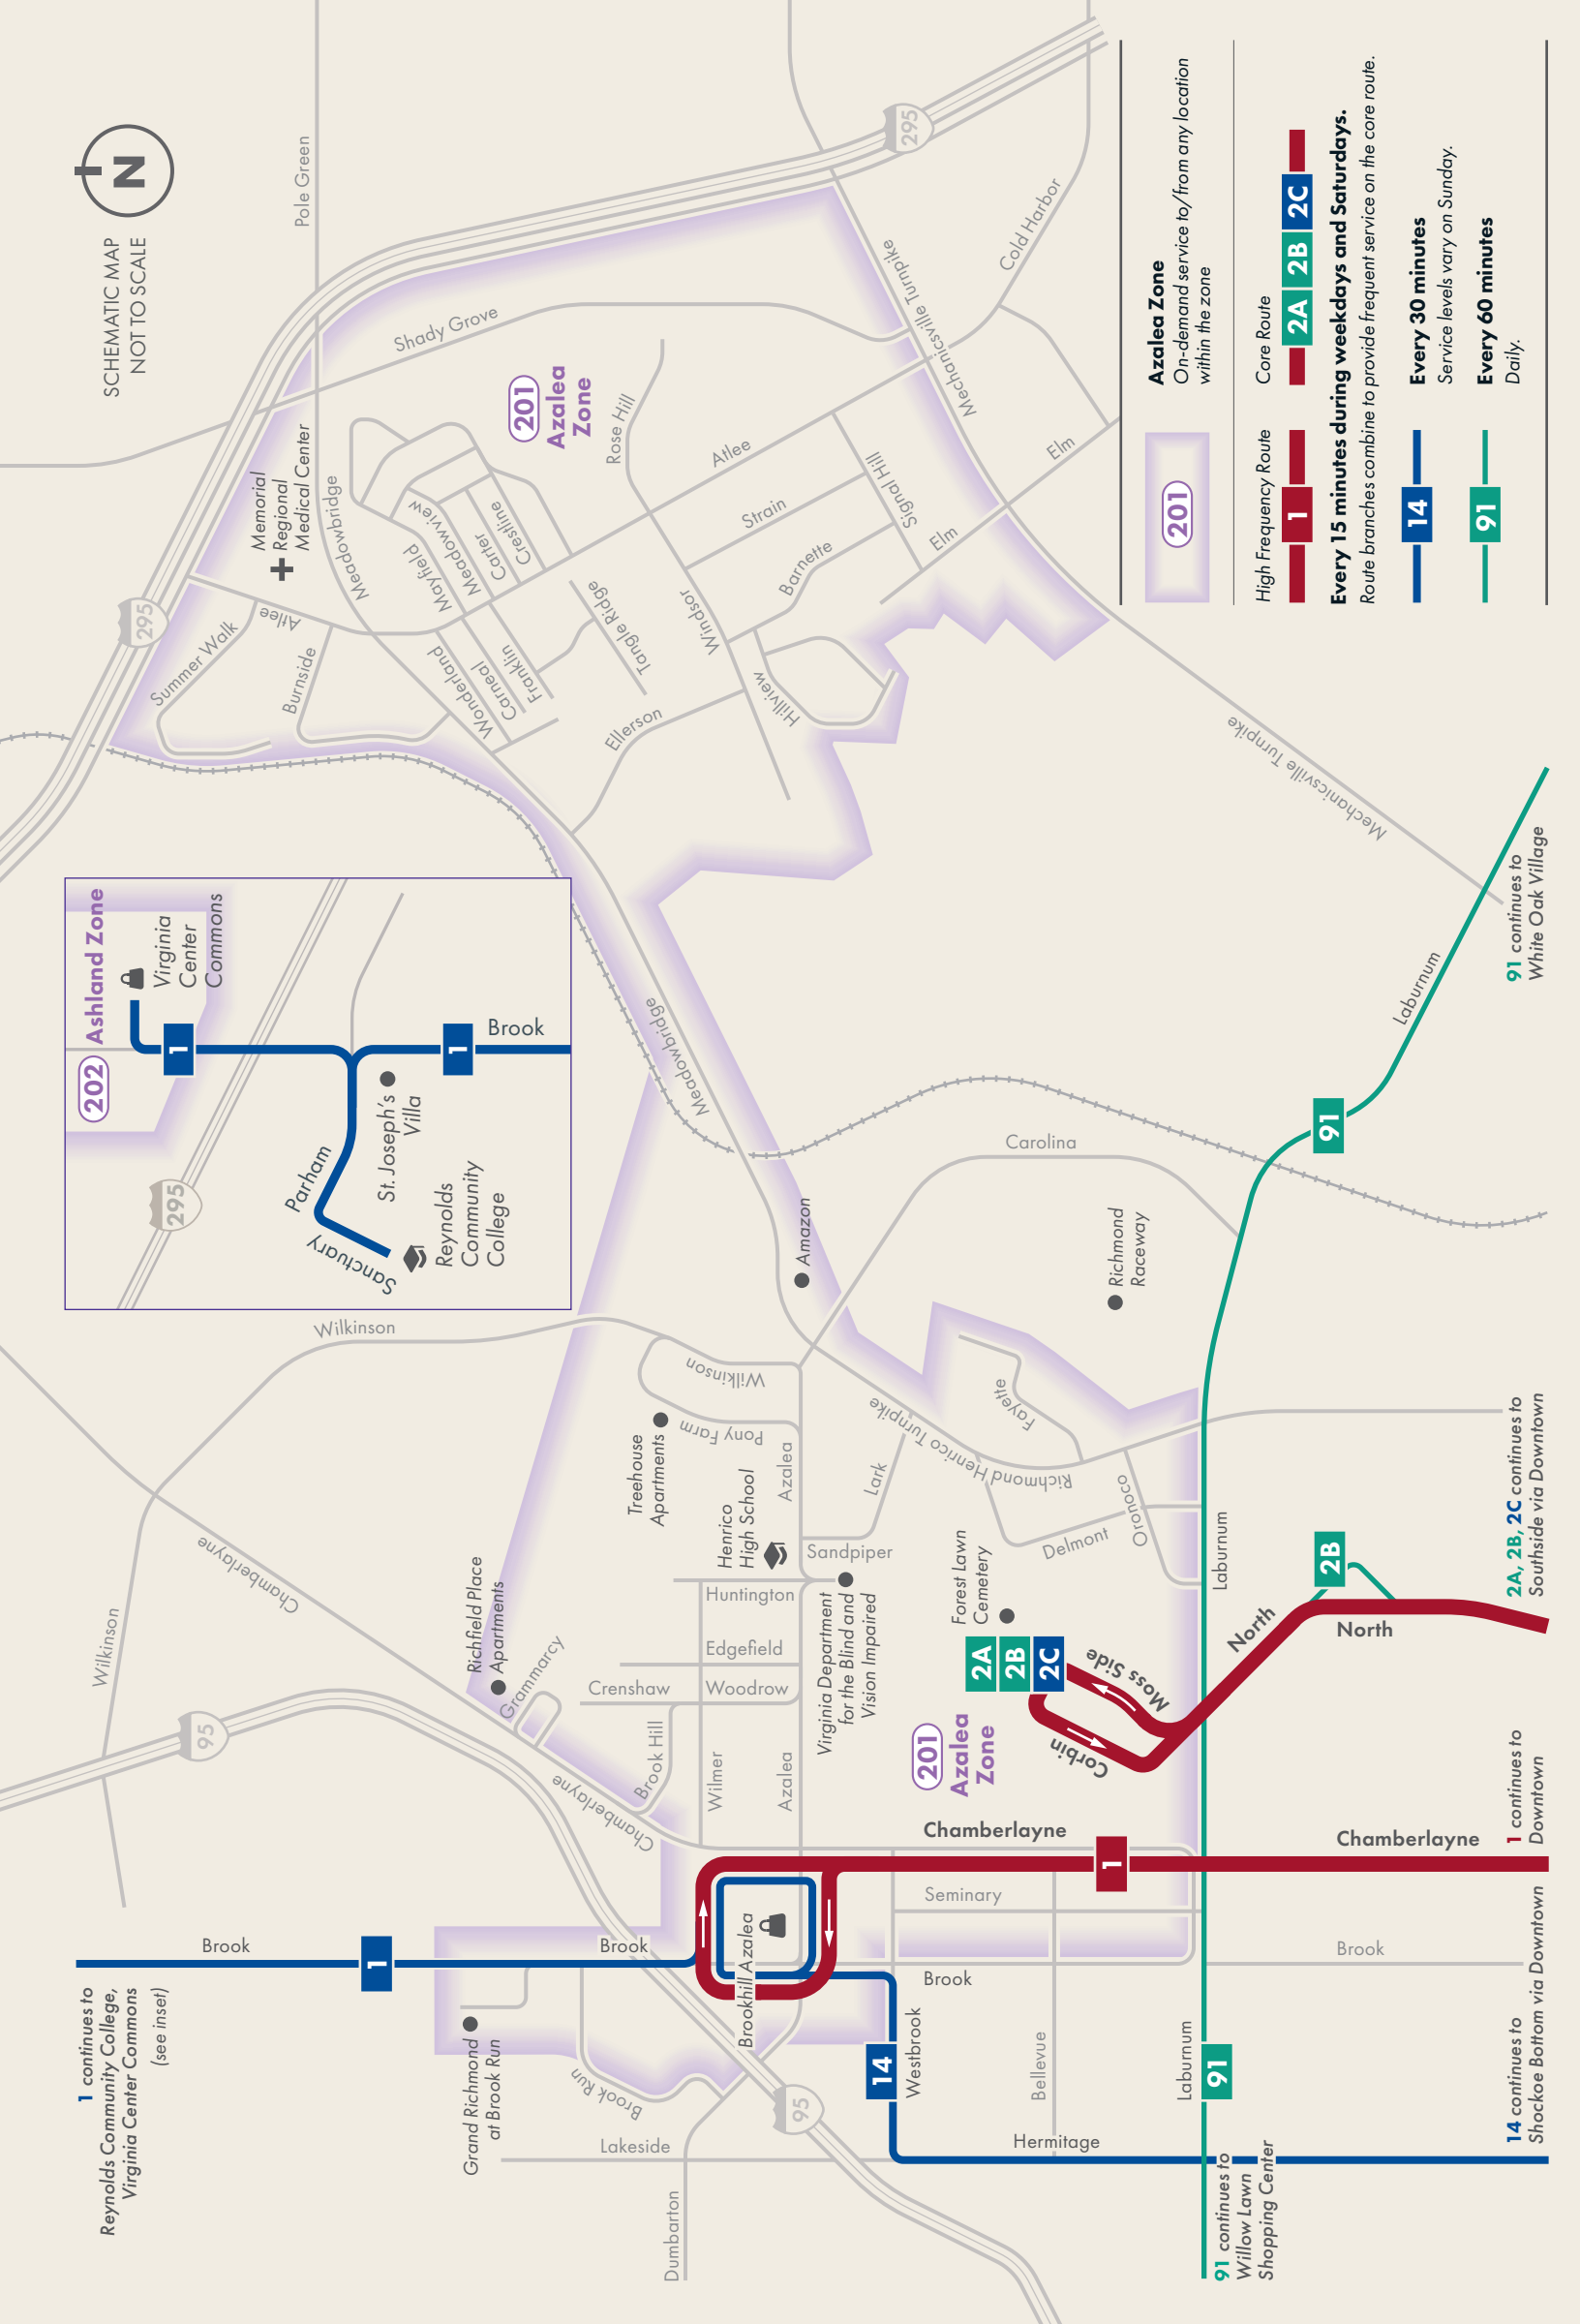 1 continues to
Reynolds Community College,
Virginia Center Commons
(see inset)
Brook
1
Brook
Grand Richmond
at Brook Run
Brook Run
Lakeside
Dumbarton
95
Brookhill Azalea
14
Westbrook
Brook
Bellevue
Hermitage
Laburnum
91
91 continues to
Willow Lawn
Shopping Center
14 continues to
Shockoe Bottom via Downtown
Brook
Seminary
Chamberlayne
1
Chamberlayne
1 continues to
Downtown
Wilkinson
95
Chamberlayne
Chamberlayne
Richfield Place
Apartments
Grammarcy
Brook Hill
Crenshaw
Woodrow
Edgefield
Huntington
Wilmer
Azalea
Virginia Department
for the Blind and
Vision Impaired
201
Azalea
Zone
Corbin
Moss Side
2A
2B
2C
Forest Lawn
Cemetery
North
North
2B
2A, 2B, 2C continues to
Southside via Downtown
Laburnum
Wilkinson
Treehouse
Apartments
Henrico
High School
Pony Farm
Wilkinson
Azalea
Sandpiper
Lark
Richmond Henrico Turnpike
Fayette
Delmont
Oronoco
Amazon
Richmond
Raceway
Carolina
Meadowbridge
91
Laburnum
91 continues to
White Oak Village
Mechanicsville Turnpike
202
Ashland Zone
Virginia
Center
Commons
1
1
Brook
295
Parham
Sanctuary
St. Joseph's
Villa
Reynolds
Community
College
295
Summer Walk
Burnside
Atlee
Memorial
Regional
Medical Center
Meadowbridge
Meadowbridge
Mayfield
Meadowview
Carter
Crestline
Wonderland
Carneal
Franklin
Tangle Ridge
Ellerson
Windsor
Hillview
Barnette
Strain
Signal Hill
Elm
Elm
Atlee
Rose Hill
201
Azalea
Zone
Shady Grove
Pole Green
295
Mechanicsville Turnpike
Mechanicsville
Cold Harbor
SCHEMATIC MAP
NOT TO SCALE
N
201
Azalea Zone
On-demand service to/from any location
within the zone
High Frequency Route
1
Core Route
2A 2B 2C
Every 15 minutes during weekdays and Saturdays.
Route branches combine to provide frequent service on the core route.
14
Every 30 minutes
Service levels vary on Sunday.
91
Every 60 minutes
Daily.